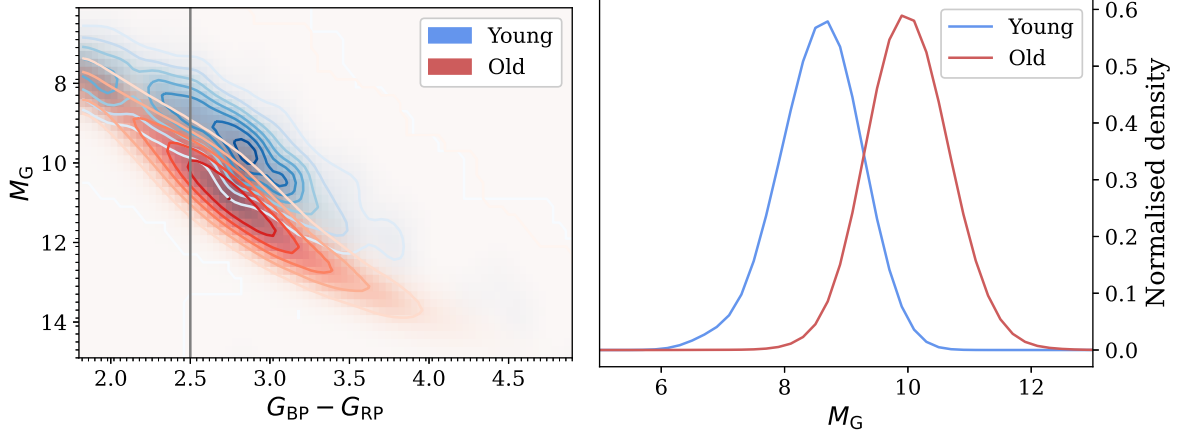 Young
Old
8
10
12
14
M_G
2.0 2.5 3.0 3.5 4.0 4.5
G_BP − G_RP
Young
Old
0.6
0.5
0.4
0.3
0.2
0.1
0.0
Normalised density
6 8 10 12
M_G